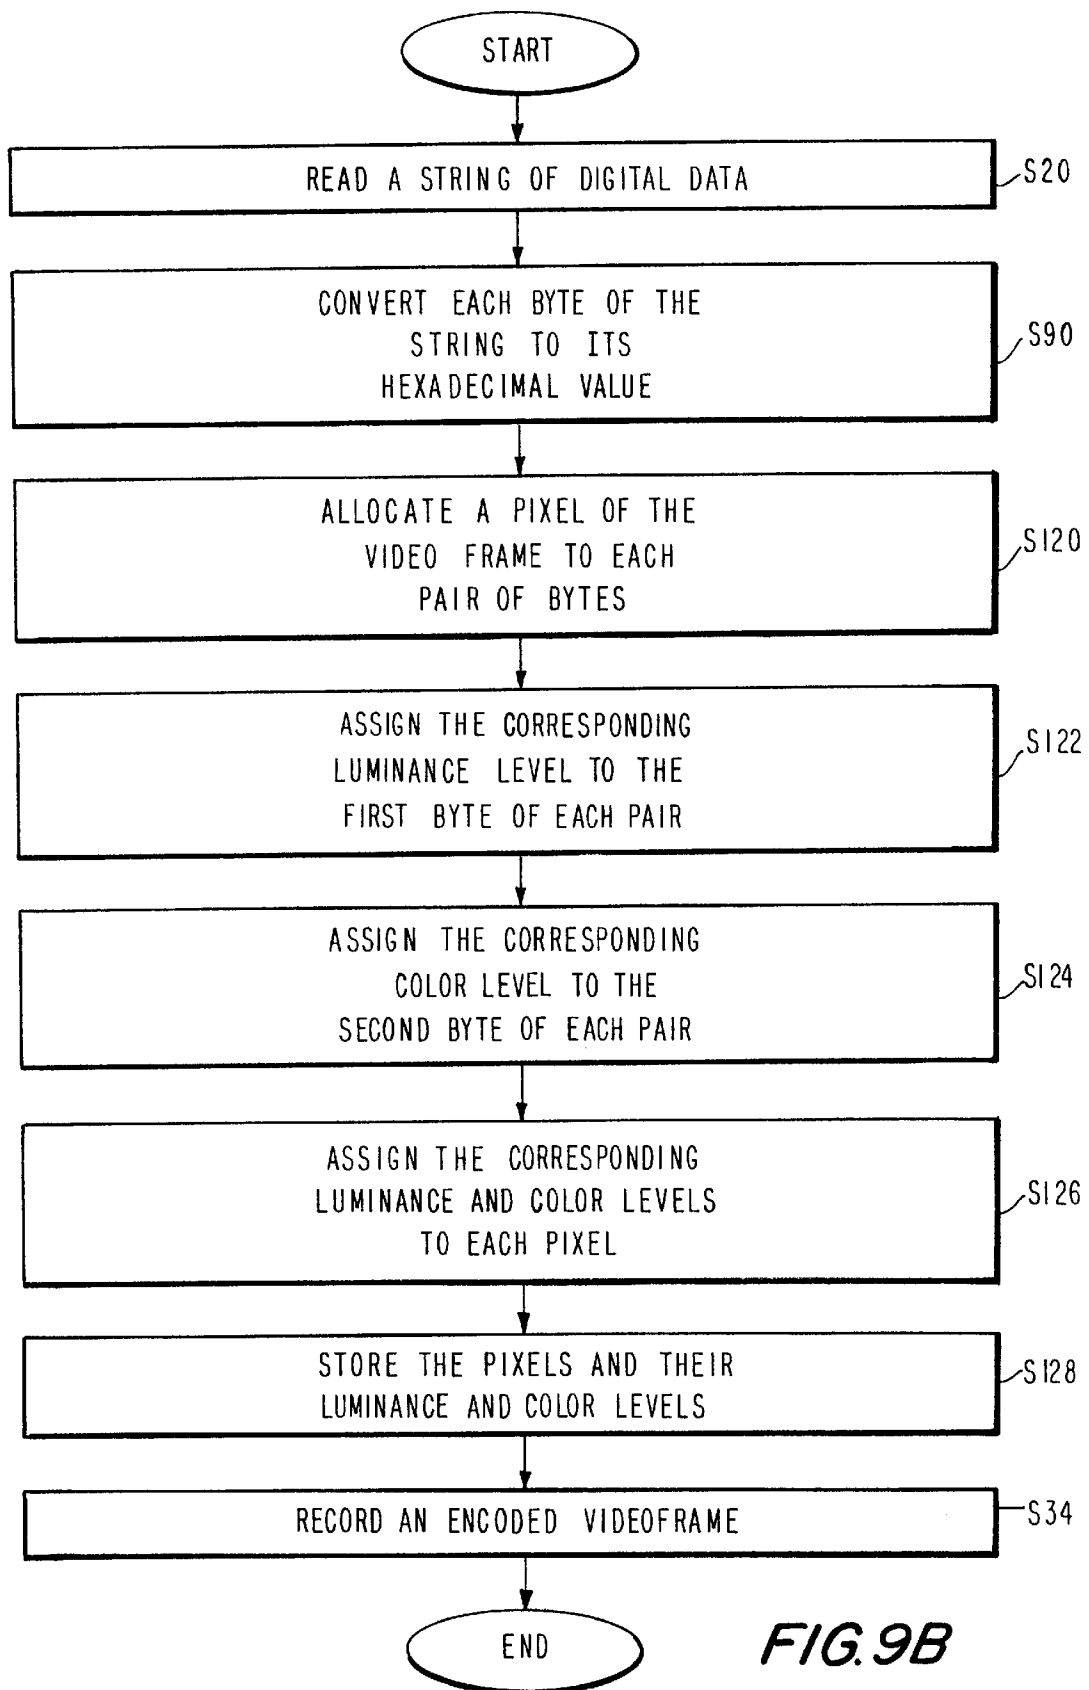 START
READ A STRING OF DIGITAL DATA
S20
CONVERT EACH BYTE OF THE
STRING TO ITS
HEXADECIMAL VALUE
S90
ALLOCATE A PIXEL OF THE
VIDEO FRAME TO EACH
PAIR OF BYTES
S120
ASSIGN THE CORRESPONDING
LUMINANCE LEVEL TO THE
FIRST BYTE OF EACH PAIR
S122
ASSIGN THE CORRESPONDING
COLOR LEVEL TO THE
SECOND BYTE OF EACH PAIR
S124
ASSIGN THE CORRESPONDING
LUMINANCE AND COLOR LEVELS
TO EACH PIXEL
S126
STORE THE PIXELS AND THEIR
LUMINANCE AND COLOR LEVELS
S128
RECORD AN ENCODED VIDEOFRAME
S34
END
FIG. 9B